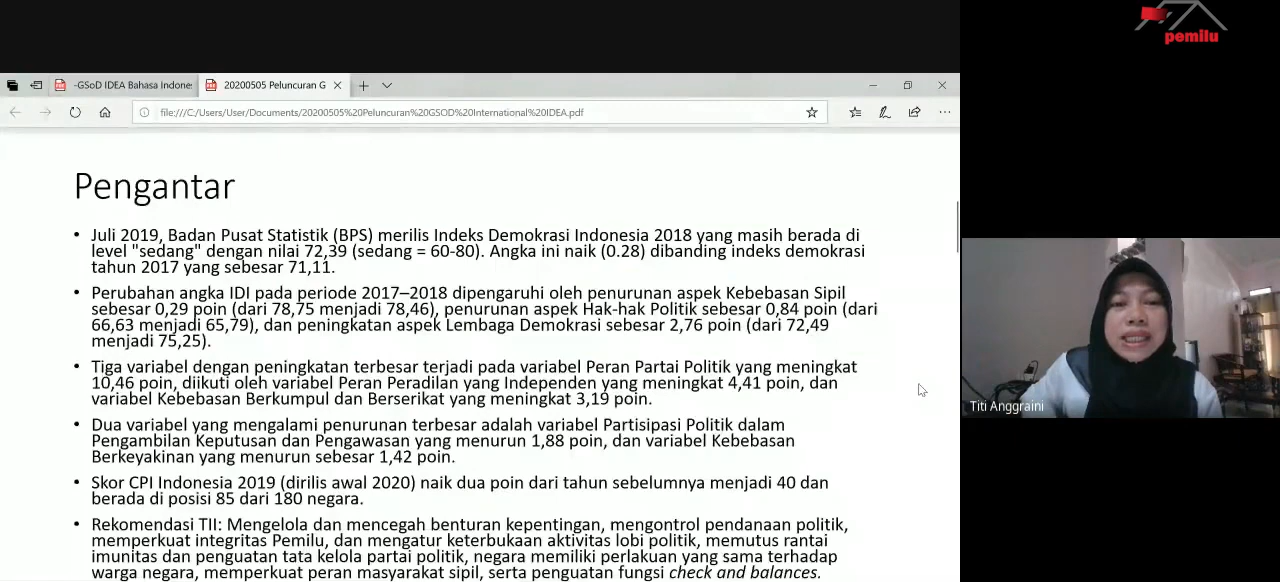 pemilu
-GSoD IDEA Bahasa Indone:
20200505 Peluncuran G
file:///C:/Users/User/Documents/20200505%20Peluncuran%20GSOD%20International%20IDEA.pdf
Pengantar
• Juli 2019, Badan Pusat Statistik (BPS) merilis Indeks Demokrasi Indonesia 2018 yang masih berada di
level "sedang" dengan nilai 72,39 (sedang = 60-80). Angka ini naik (0.28) dibanding indeks demokrasi
tahun 2017 yang sebesar 71,11.
• Perubahan angka IDI pada periode 2017–2018 dipengaruhi oleh penurunan aspek Kebebasan Sipil
sebesar 0,29 poin (dari 78,75 menjadi 78,46), penurunan aspek Hak-hak Politik sebesar 0,84 poin (dari
66,63 menjadi 65,79), dan peningkatan aspek Lembaga Demokrasi sebesar 2,76 poin (dari 72,49
menjadi 75,25).
• Tiga variabel dengan peningkatan terbesar terjadi pada variabel Peran Partai Politik yang meningkat
10,46 poin, diikuti oleh variabel Peran Peradilan yang Independen yang meningkat 4,41 poin, dan
variabel Kebebasan Berkumpul dan Berserikat yang meningkat 3,19 poin.
• Dua variabel yang mengalami penurunan terbesar adalah variabel Partisipasi Politik dalam
Pengambilan Keputusan dan Pengawasan yang menurun 1,88 poin, dan variabel Kebebasan
Berkeyakinan yang menurun sebesar 1,42 poin.
• Skor CPI Indonesia 2019 (dirilis awal 2020) naik dua poin dari tahun sebelumnya menjadi 40 dan
berada di posisi 85 dari 180 negara.
• Rekomendasi TII: Mengelola dan mencegah benturan kepentingan, mengontrol pendanaan politik,
memperkuat integritas Pemilu, dan mengatur keterbukaan aktivitas lobi politik, memutus rantai
imunitas dan penguatan tata kelola partai politik, negara memiliki perlakuan yang sama terhadap
warga negara, memperkuat peran masyarakat sipil, serta penguatan fungsi check and balances.
Titi Anggraini